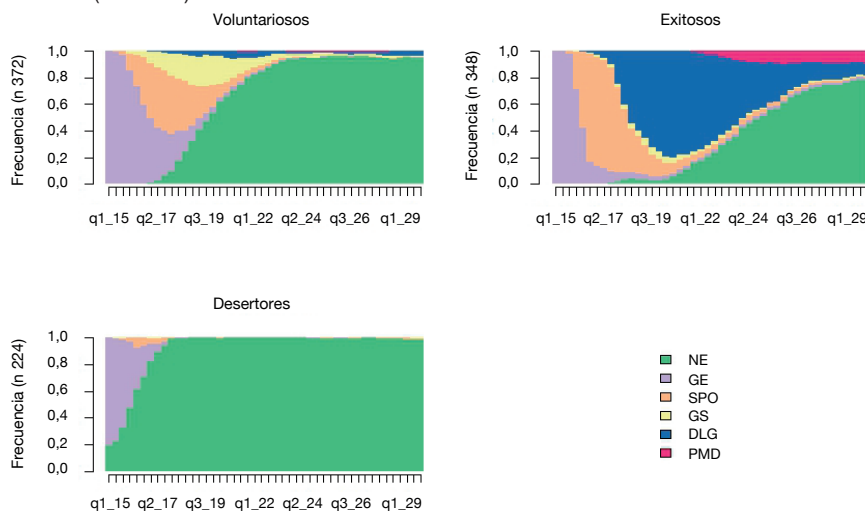 Voluntariosos
Frecuencia (n 372)
1,0
0,8
0,6
0,4
0,2
0,0
q1_15 q2_17 q3_19 q1_22 q2_24 q3_26 q1_29
Exitosos
Frecuencia (n 348)
1,0
0,8
0,6
0,4
0,2
0,0
q1_15 q2_17 q3_19 q1_22 q2_24 q3_26 q1_29
Desertores
Frecuencia (n 224)
1,0
0,8
0,6
0,4
0,2
0,0
q1_15 q2_17 q3_19 q1_22 q2_24 q3_26 q1_29
NE
GE
SPO
GS
DLG
PMD